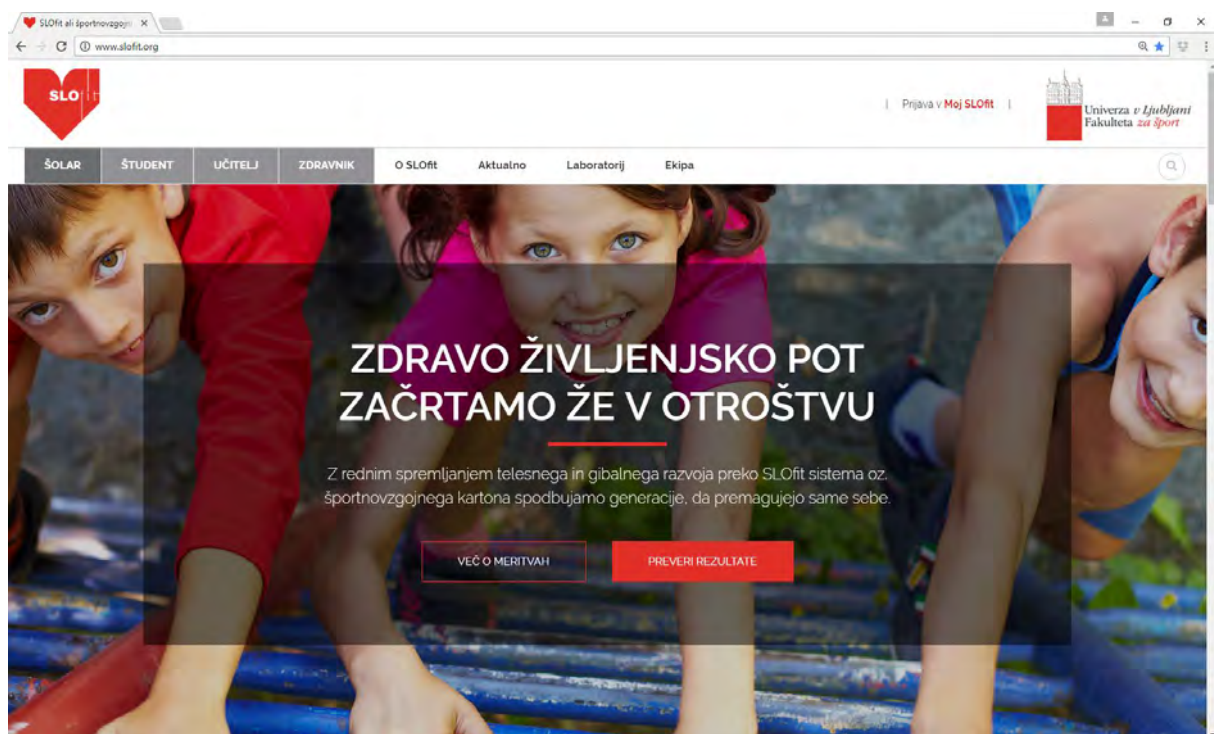 SLOfit ali športnovzgoj
www.slofit.org
SLOfit
| Prijava v Moj SLOfit |
Univerza v Ljubljani
Fakulteta za šport
ŠOLAR ŠTUDENT UČITELJ ZDRAVNIK O SLOfit Aktualno Laboratorij Ekipa
ZDRAVO ŽIVLJENJSKO POT
ZAČRTAMO ŽE V OTROŠTVU
Z rednim spremljanjem telesnega in gibalnega razvoja preko SLOfit sistema oz.
športnovzgojnega kartona spodbujamo generacije, da premagujejo same sebe.
VEČ O MERITVAH PREVERI REZULTATE